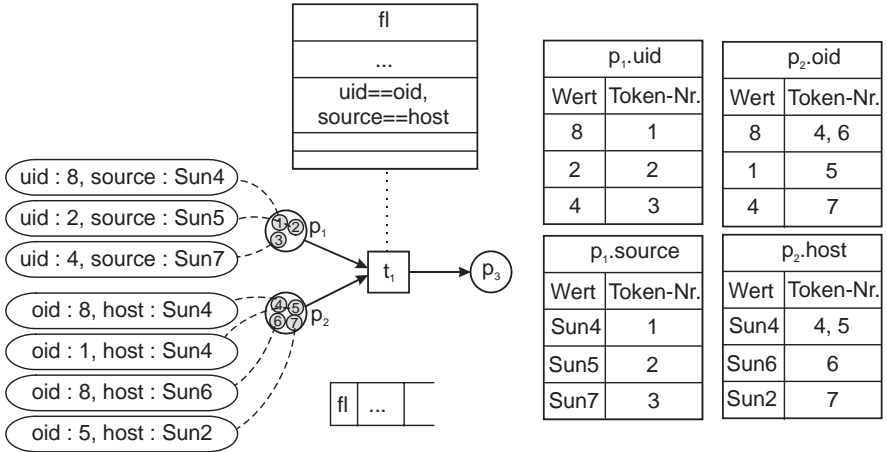 fl
...
uid==oid,
source==host
uid : 8, source : Sun4
uid : 2, source : Sun5
uid : 4, source : Sun7
1 2 3
p1
oid : 8, host : Sun4
oid : 1, host : Sun4
oid : 8, host : Sun6
oid : 5, host : Sun2
4 5
6 7
p2
t1
p3
fl ...
p1.uid
Wert Token-Nr.
8 1
2 2
4 3
p2.oid
Wert Token-Nr.
8 4, 6
1 5
4 7
p1.source
Wert Token-Nr.
Sun4 1
Sun5 2
Sun7 3
p2.host
Wert Token-Nr.
Sun4 4, 5
Sun6 6
Sun2 7